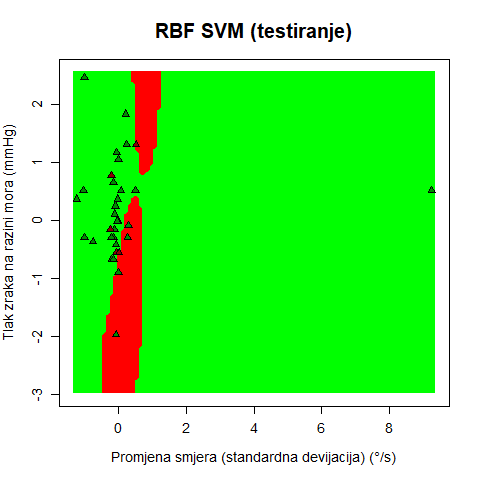 RBF SVM (testiranje)
Tlak zraka na razini mora (mmHg)
2
1
0
-1
-2
-3
0 2 4 6 8
Promjena smjera (standardna devijacija) (°/s)